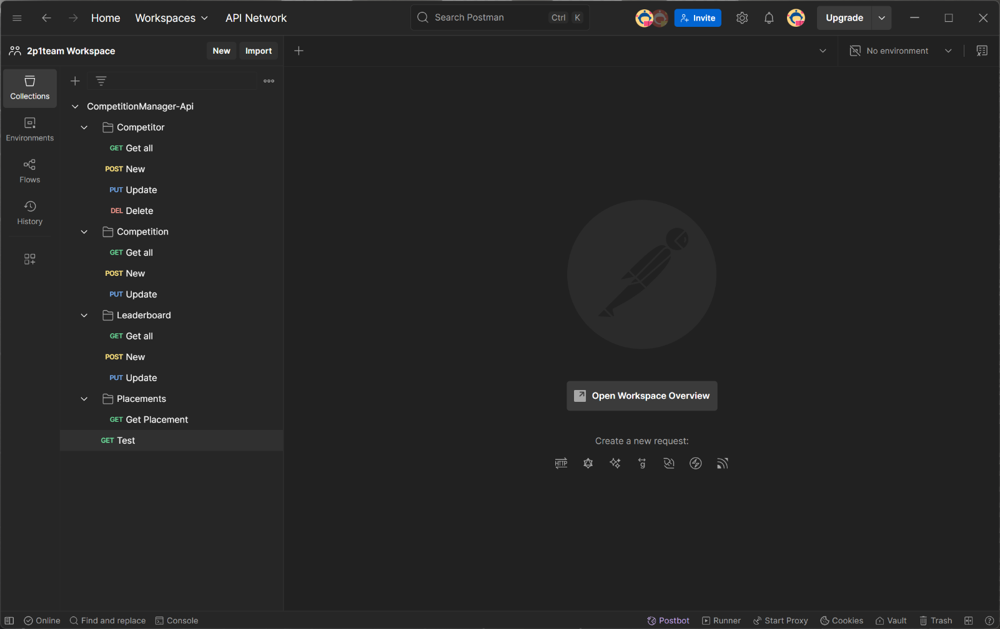 Home Workspaces API Network Search Postman Ctrl K Invite Upgrade
2p1team Workspace New Import No environment
Collections
Environments
Flows
History
CompetitionManager-Api
Competitor
GET Get all
POST New
PUT Update
DEL Delete
Competition
GET Get all
POST New
PUT Update
Leaderboard
GET Get all
POST New
PUT Update
Placements
GET Get Placement
GET Test
Open Workspace Overview
Create a new request:
HTTP
Online Find and replace Console Postbot Runner Start Proxy Cookies Vault Trash